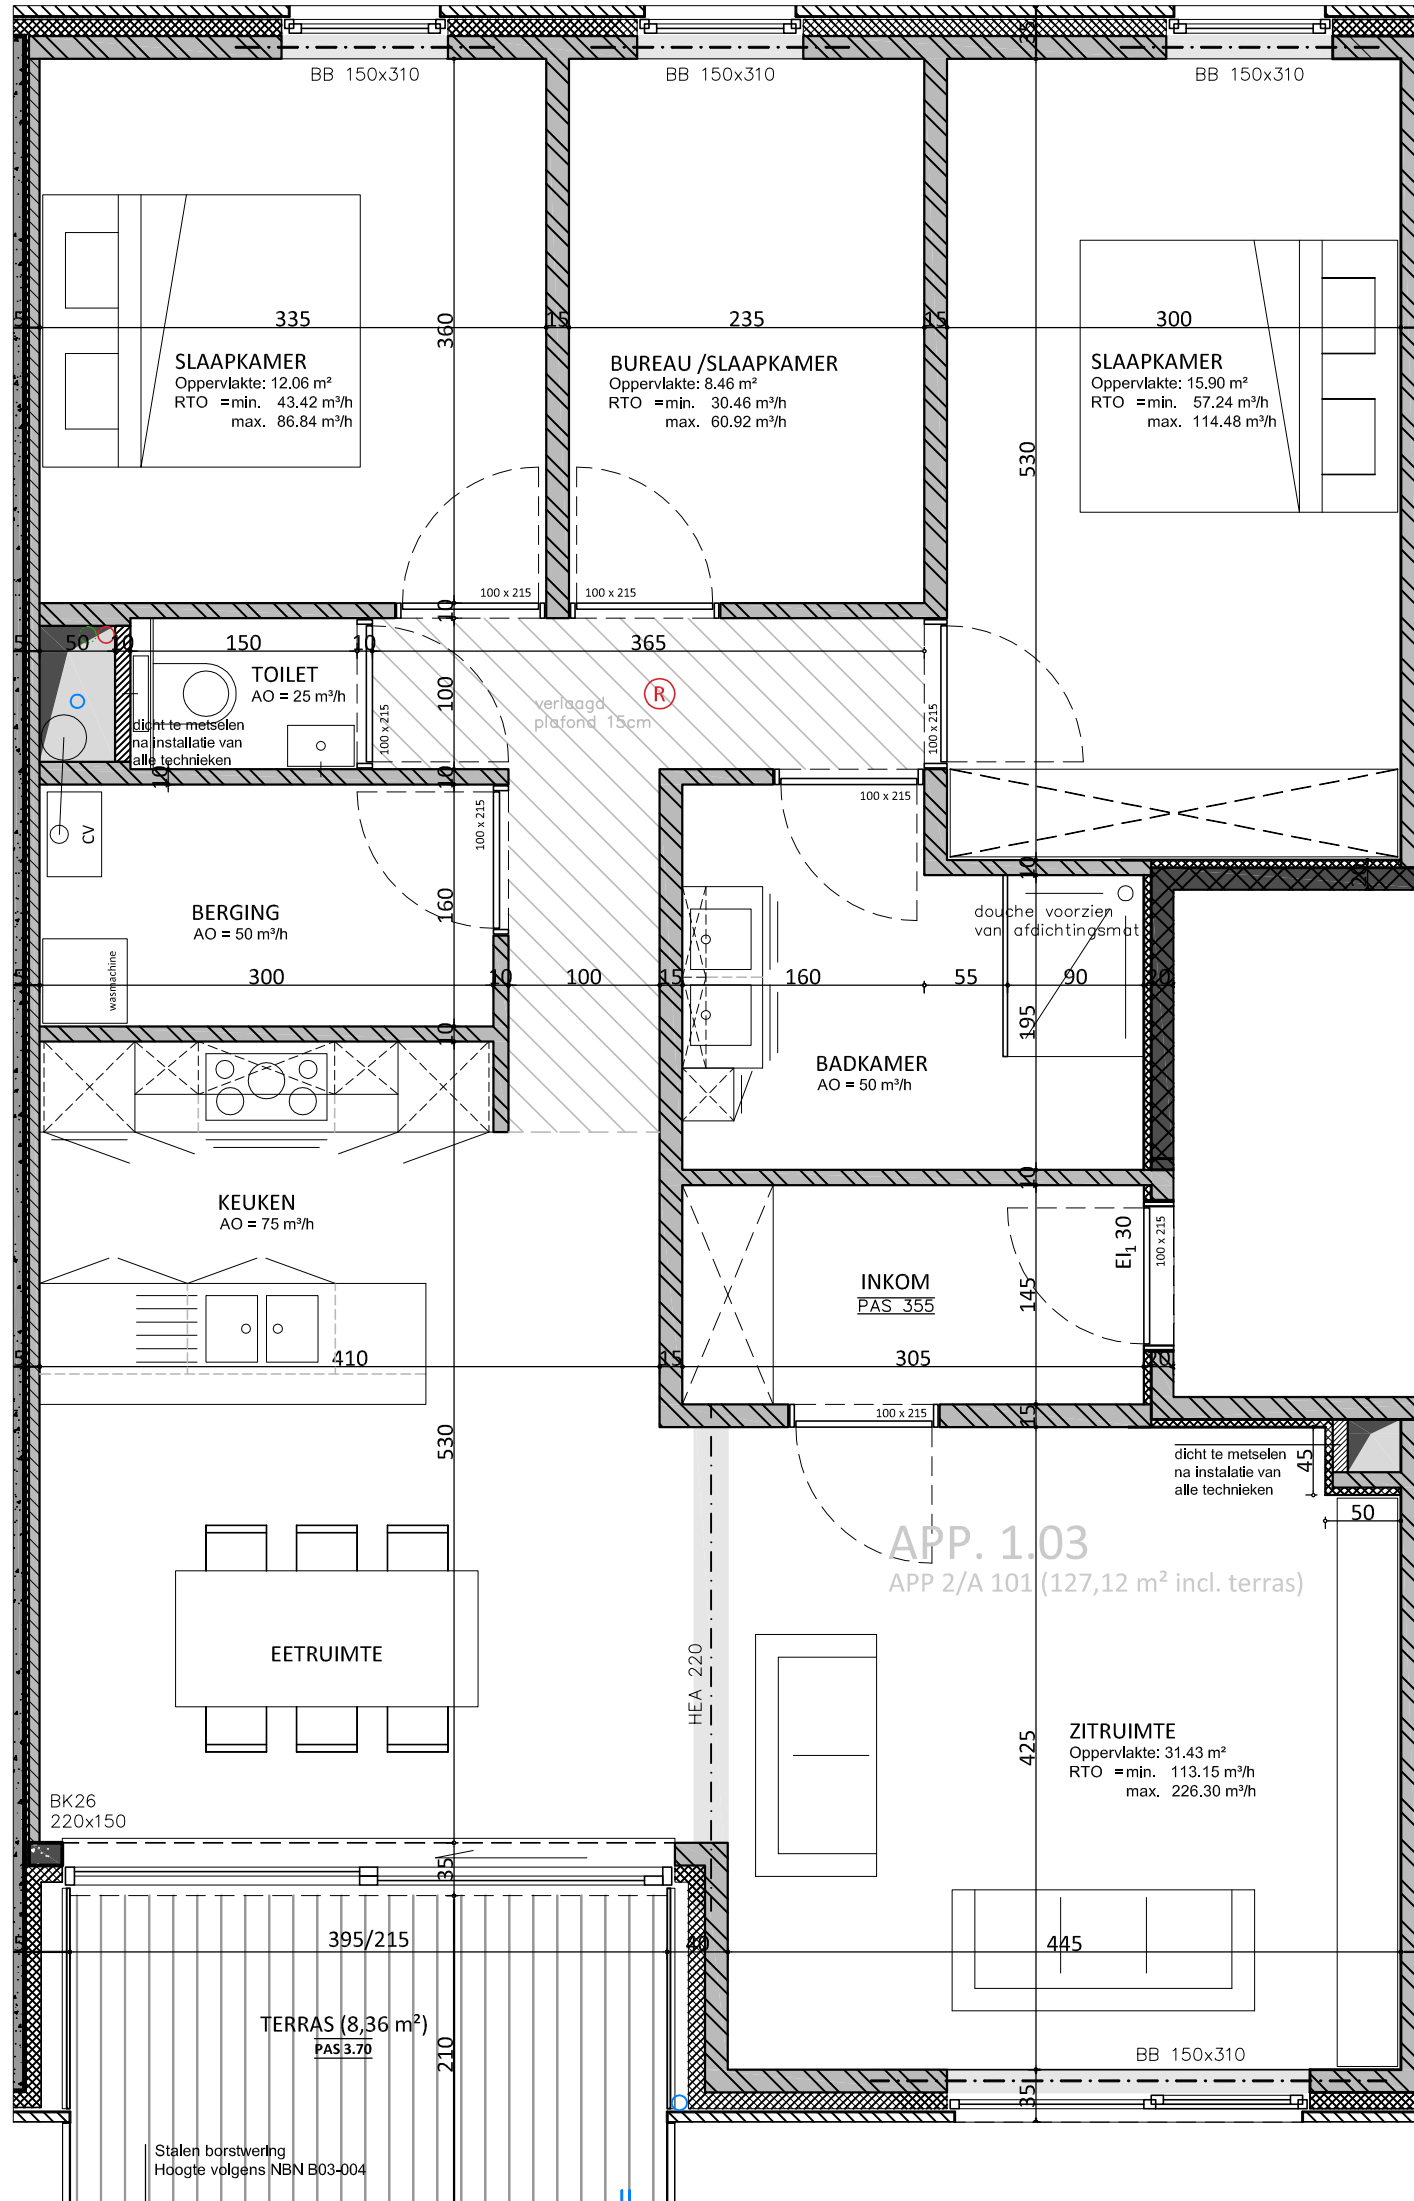 25
BB 150x310
BB 150x310
BB 150x310
5
335
15
235
15
300
360
SLAAPKAMER
Oppervlakte: 12.06 m²
RTO =min. 43.42 m³/h
max. 86.84 m³/h
BUREAU /SLAAPKAMER
Oppervlakte: 8.46 m²
RTO =min. 30.46 m³/h
max. 60.92 m³/h
SLAAPKAMER
Oppervlakte: 15.90 m²
RTO =min. 57.24 m³/h
max. 114.48 m³/h
530
100 x 215
100 x 215
10
5
50
10
150
10
365
TOILET
AO = 25 m³/h
100
verlaagd
plafond 15cm
R
100 x 215
100 x 215
dicht te metselen
na installatie van
alle technieken
10
10
100 x 215
CV
100 x 215
10
20
BERGING
AO = 50 m³/h
160
douche voorzien
van afdichtingsmat
wasmachine
5
300
10
100
15
160
55
90
20
195
10
BADKAMER
AO = 50 m³/h
KEUKEN
AO = 75 m³/h
10
EI1 30
100 x 215
INKOM
PAS 355
145
5
410
15
305
20
100 x 215
15
530
dicht te metselen
na instalatie van
alle technieken
45
50
APP. 1.03
APP 2/A 101 (127,12 m² incl. terras)
EETRUIMTE
HEA 220
ZITRUIMTE
Oppervlakte: 31.43 m²
RTO =min. 113.15 m³/h
max. 226.30 m³/h
425
BK26
220x150
35
395/215
40
445
TERRAS (8,36 m²)
PAS 3.70
210
BB 150x310
35
Stalen borstwering
Hoogte volgens NBN B03-004